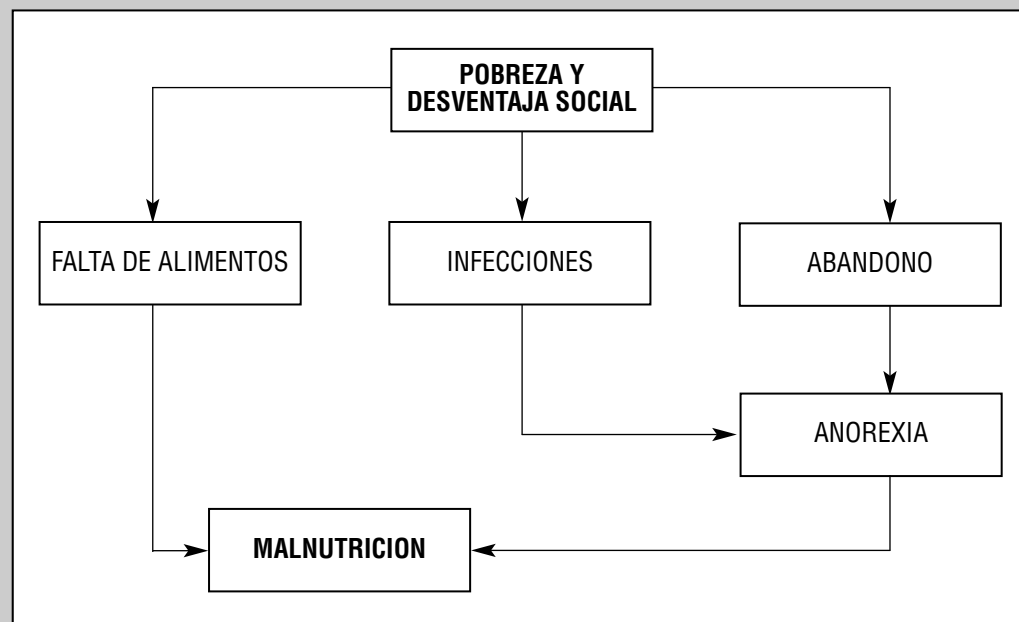 POBREZA Y
DESVENTAJA SOCIAL
FALTA DE ALIMENTOS
INFECCIONES
ABANDONO
ANOREXIA
MALNUTRICION